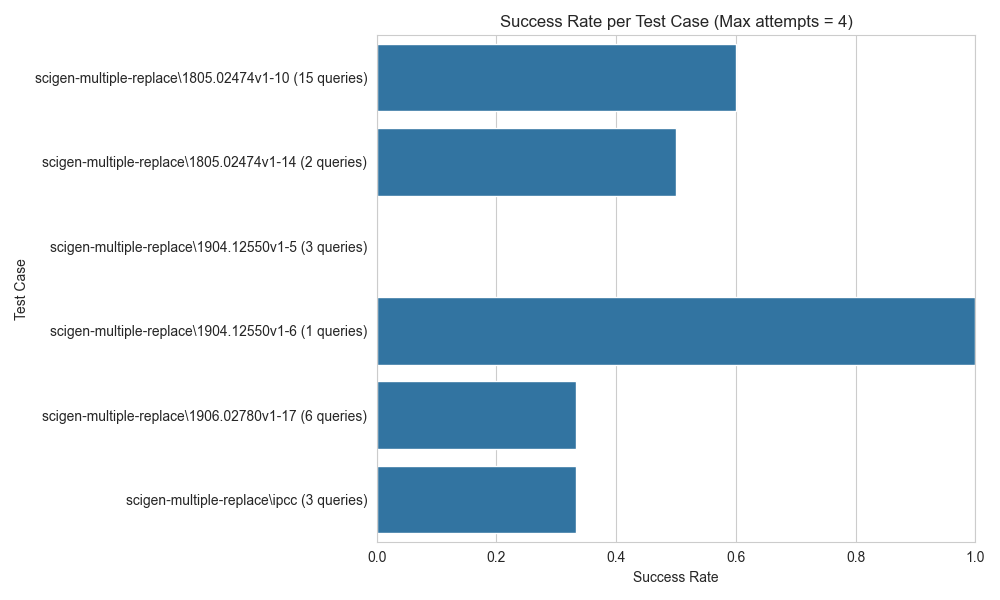 Success Rate per Test Case (Max attempts = 4)
scigen-multiple-replace\1805.02474v1-10 (15 queries)
scigen-multiple-replace\1805.02474v1-14 (2 queries)
scigen-multiple-replace\1904.12550v1-5 (3 queries)
scigen-multiple-replace\1904.12550v1-6 (1 queries)
scigen-multiple-replace\1906.02780v1-17 (6 queries)
scigen-multiple-replace\ipcc (3 queries)
Test Case
0.0 0.2 0.4 0.6 0.8 1.0
Success Rate